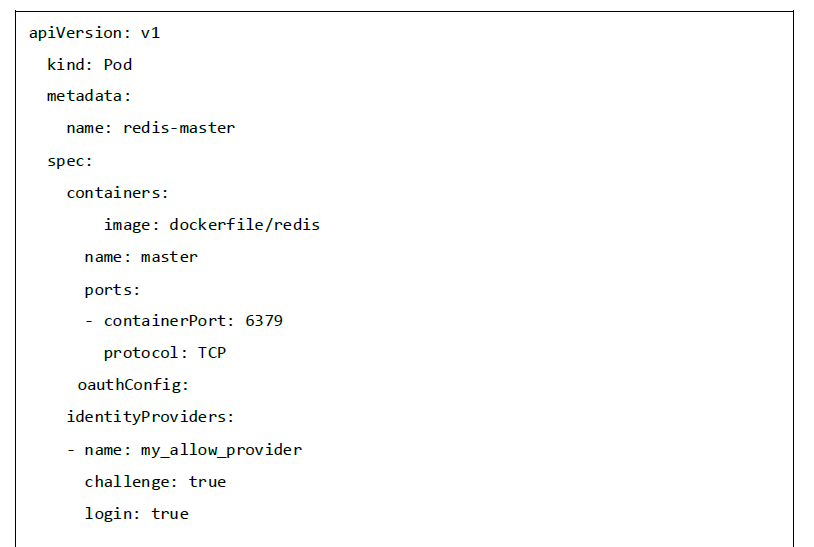 apiVersion: v1
kind: Pod
metadata:
name: redis-master
spec:
containers:
image: dockerfile/redis
name: master
ports:
- containerPort: 6379
protocol: TCP
oauthConfig:
identityProviders:
- name: my_allow_provider
challenge: true
login: true